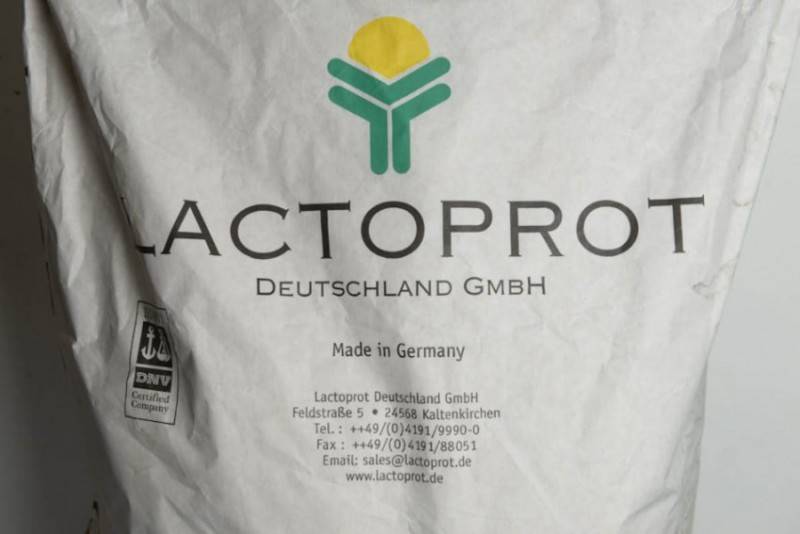 LACTOPROT
DEUTSCHLAND GMBH
Made in Germany
DNV
Certified
Company
Lactoprot Deutschland GmbH
Feldstraße 5 • 24568 Kaltenkirchen
Tel.: ++49/(0)4191/9990-0
Fax : ++49/(0)4191/88051
Email: sales@lactoprot.de
www.lactoprot.de